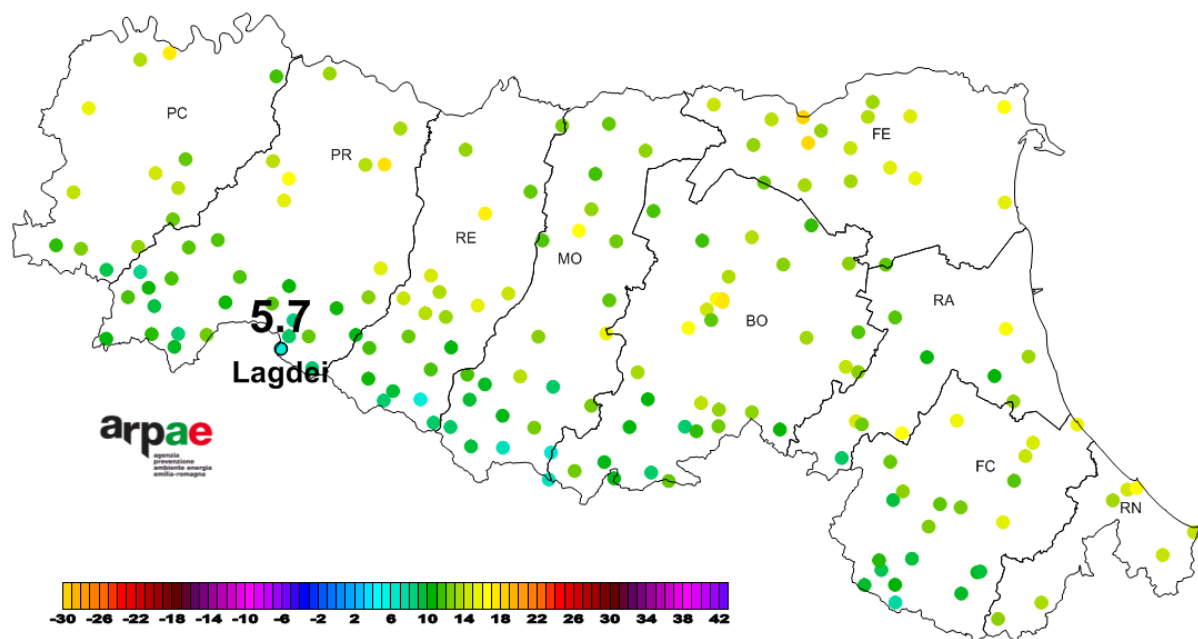 PC
PR
FE
RE
MO
BO
RA
5.7
Lagdei
arpae
agenzia
prevenzione
ambiente energia
emilia-romagna
FC
RN
-30 -26 -22 -18 -14 -10 -6 -2 2 6 10 14 18 22 26 30 34 38 42